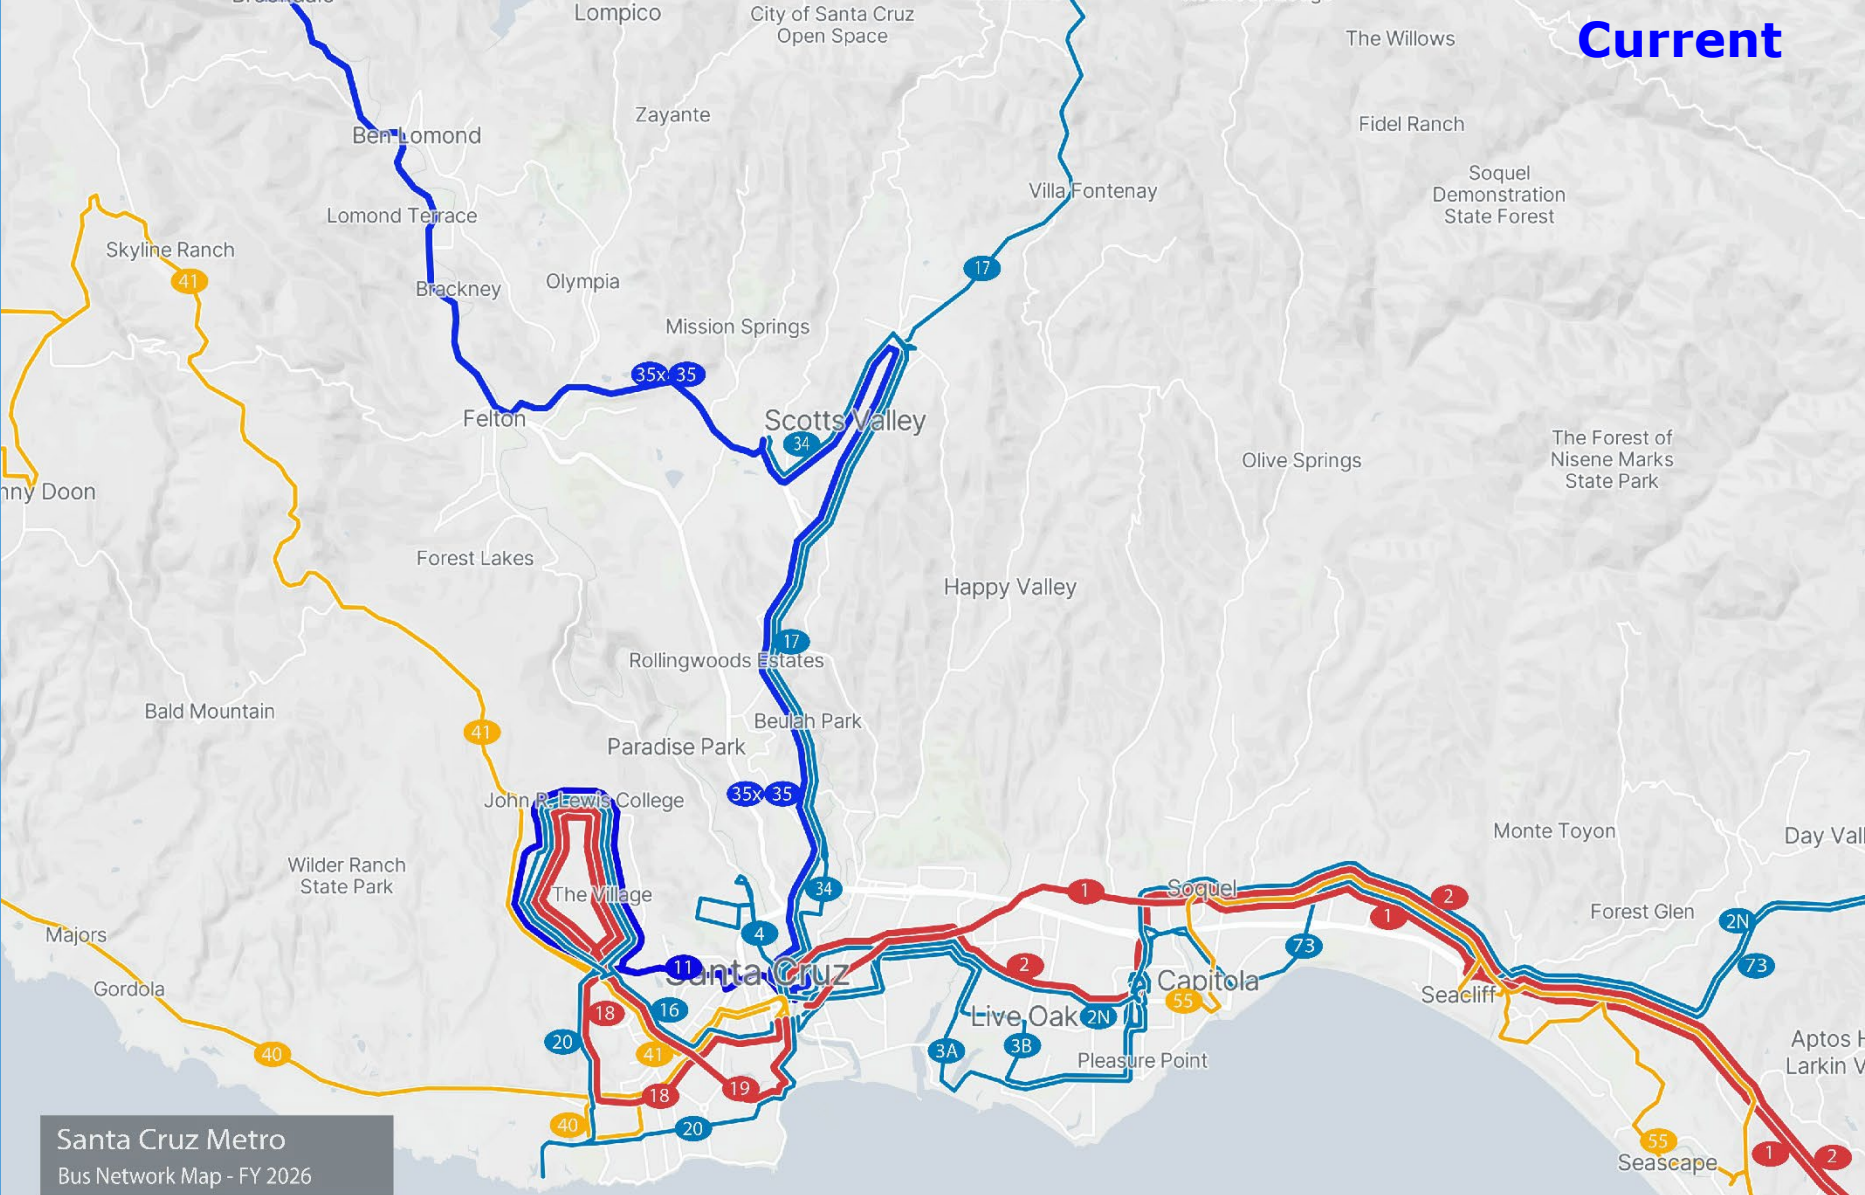 Lompico
City of Santa Cruz
Open Space
The Willows
Current
Zayante
Fidel Ranch
Ben Lomond
Soquel
Demonstration
State Forest
Villa Fontenay
Lomond Terrace
Skyline Ranch
41
17
Brackney
Olympia
Mission Springs
35x
35
Felton
Scotts Valley
34
The Forest of
Nisene Marks
State Park
Olive Springs
nny Doon
Forest Lakes
Happy Valley
17
Rollingwoods Estates
Bald Mountain
Beulah Park
41
Paradise Park
35x
35
John R. Lewis College
Monte Toyon
Day Vall
Wilder Ranch
State Park
The Village
34
1
Soquel
2
1
Forest Glen
2N
Majors
4
73
11
Santa Cruz
2
Capitola
73
Gordola
Seacliff
55
18
16
Live Oak
2N
20
41
3A
3B
Aptos H
Larkin V
40
Pleasure Point
18
19
40
20
55
1
2
Seascape
Santa Cruz Metro
Bus Network Map - FY 2026